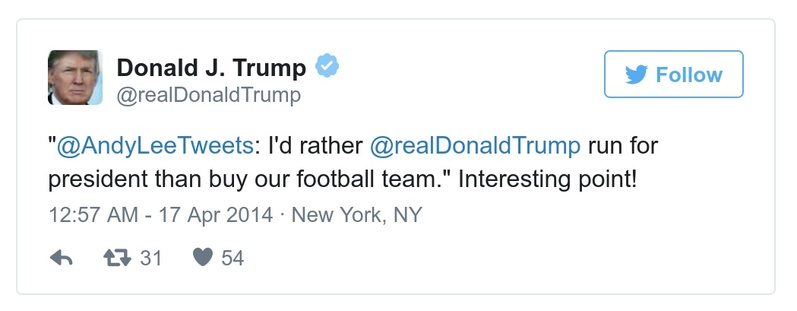 Donald J. Trump
@realDonaldTrump
Follow
"@AndyLeeTweets: I'd rather @realDonaldTrump run for
president than buy our football team." Interesting point!
12:57 AM - 17 Apr 2014 · New York, NY
31 54